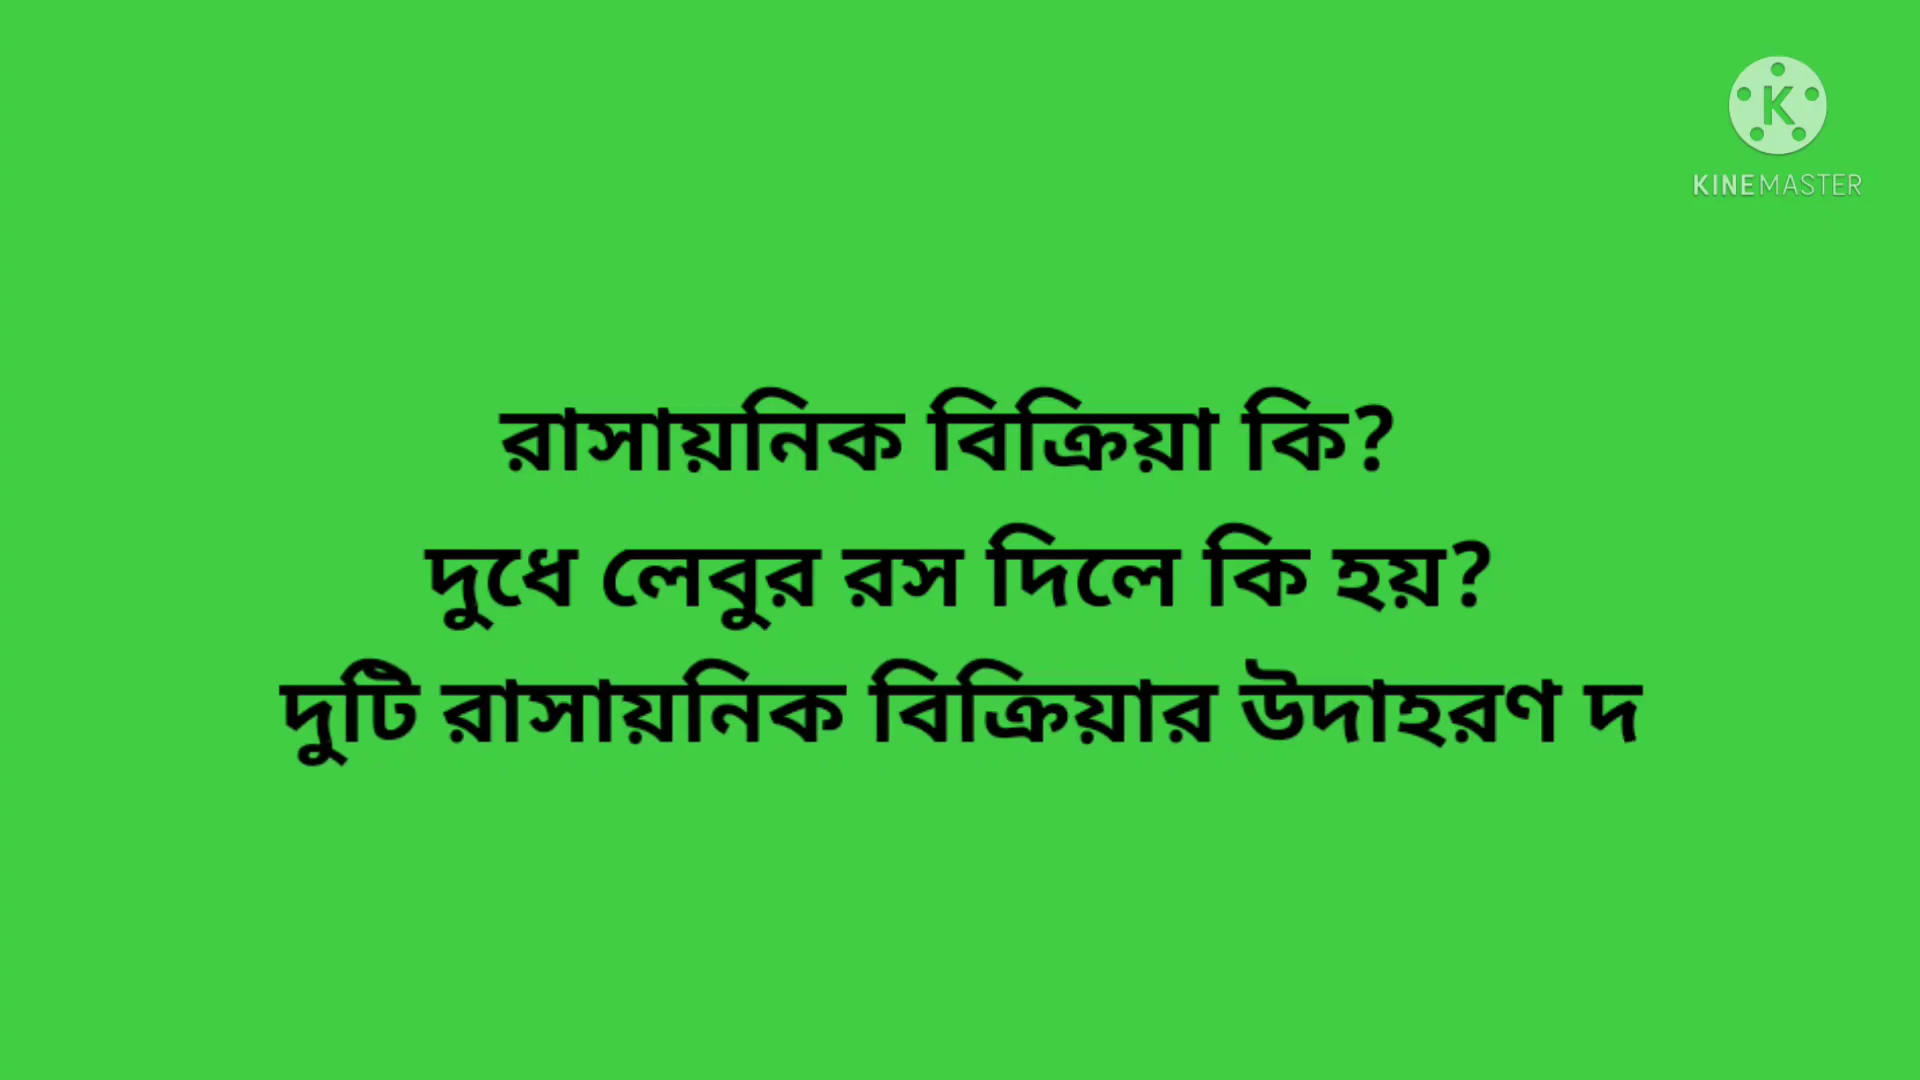 KINEMASTER
রাসায়নিক বিক্রিয়া কি?
দুধে লেবুর রস দিলে কি হয়?
দুটি রাসায়নিক বিক্রিয়ার উদাহরণ দ